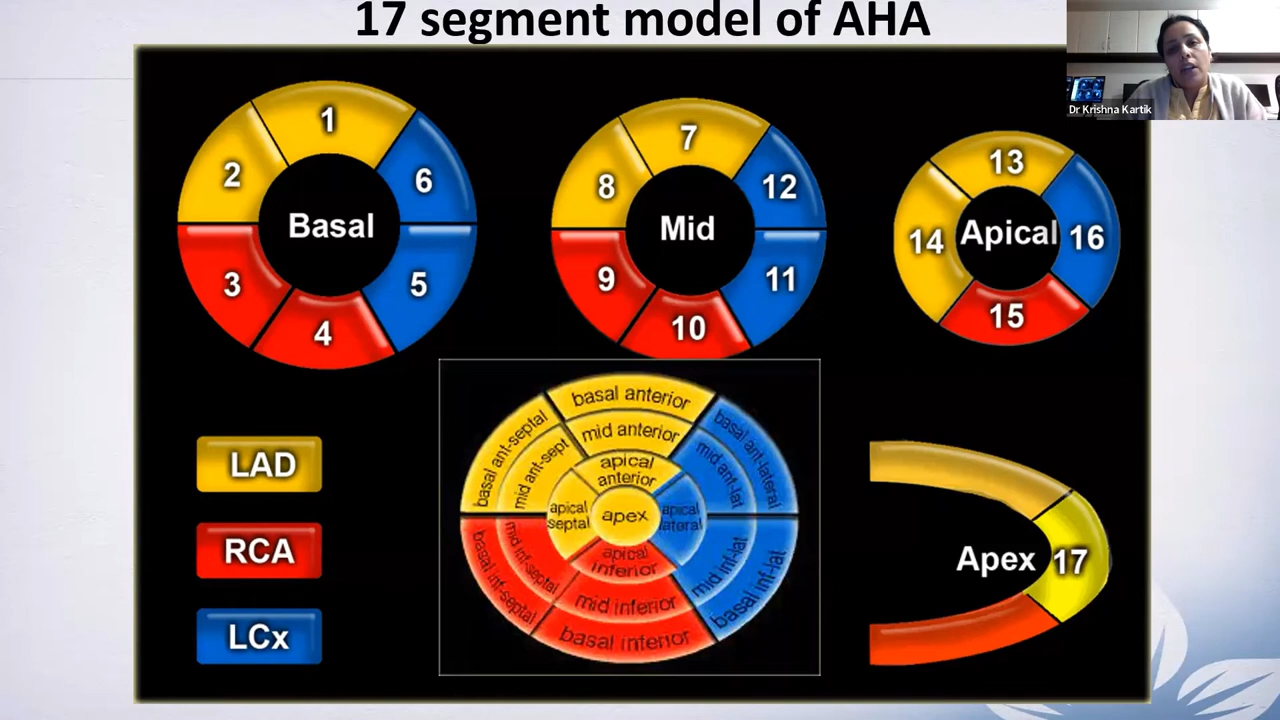 17 segment model of AHA
Dr Krishna Kartik
1
2
6
Basal
3
5
4
7
8
12
Mid
9
11
10
13
14
Apical
16
15
LAD
RCA
LCx
basal anterior
mid anterior
apical
anterior
basal ant-septal
mid ant-sept
basal ant-lateral
mid ant-lat
apical
septal
apex
apical
lateral
apical
inferior
mid inf-septal
basal inf-septal
mid inf-lat
basal inf-lat
mid inferior
basal inferior
Apex
17